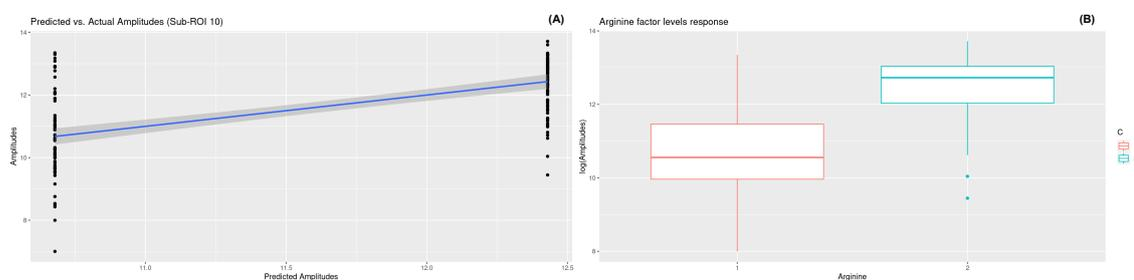 Predicted vs. Actual Amplitudes (Sub-ROI 10)
(A)
14
12
10
8
Amplitudes
11.0
11.5
12.0
12.5
Predicted Amplitudes
Arginine factor levels response
(B)
14
12
10
8
log(Amplitudes)
1
2
Arginine
C